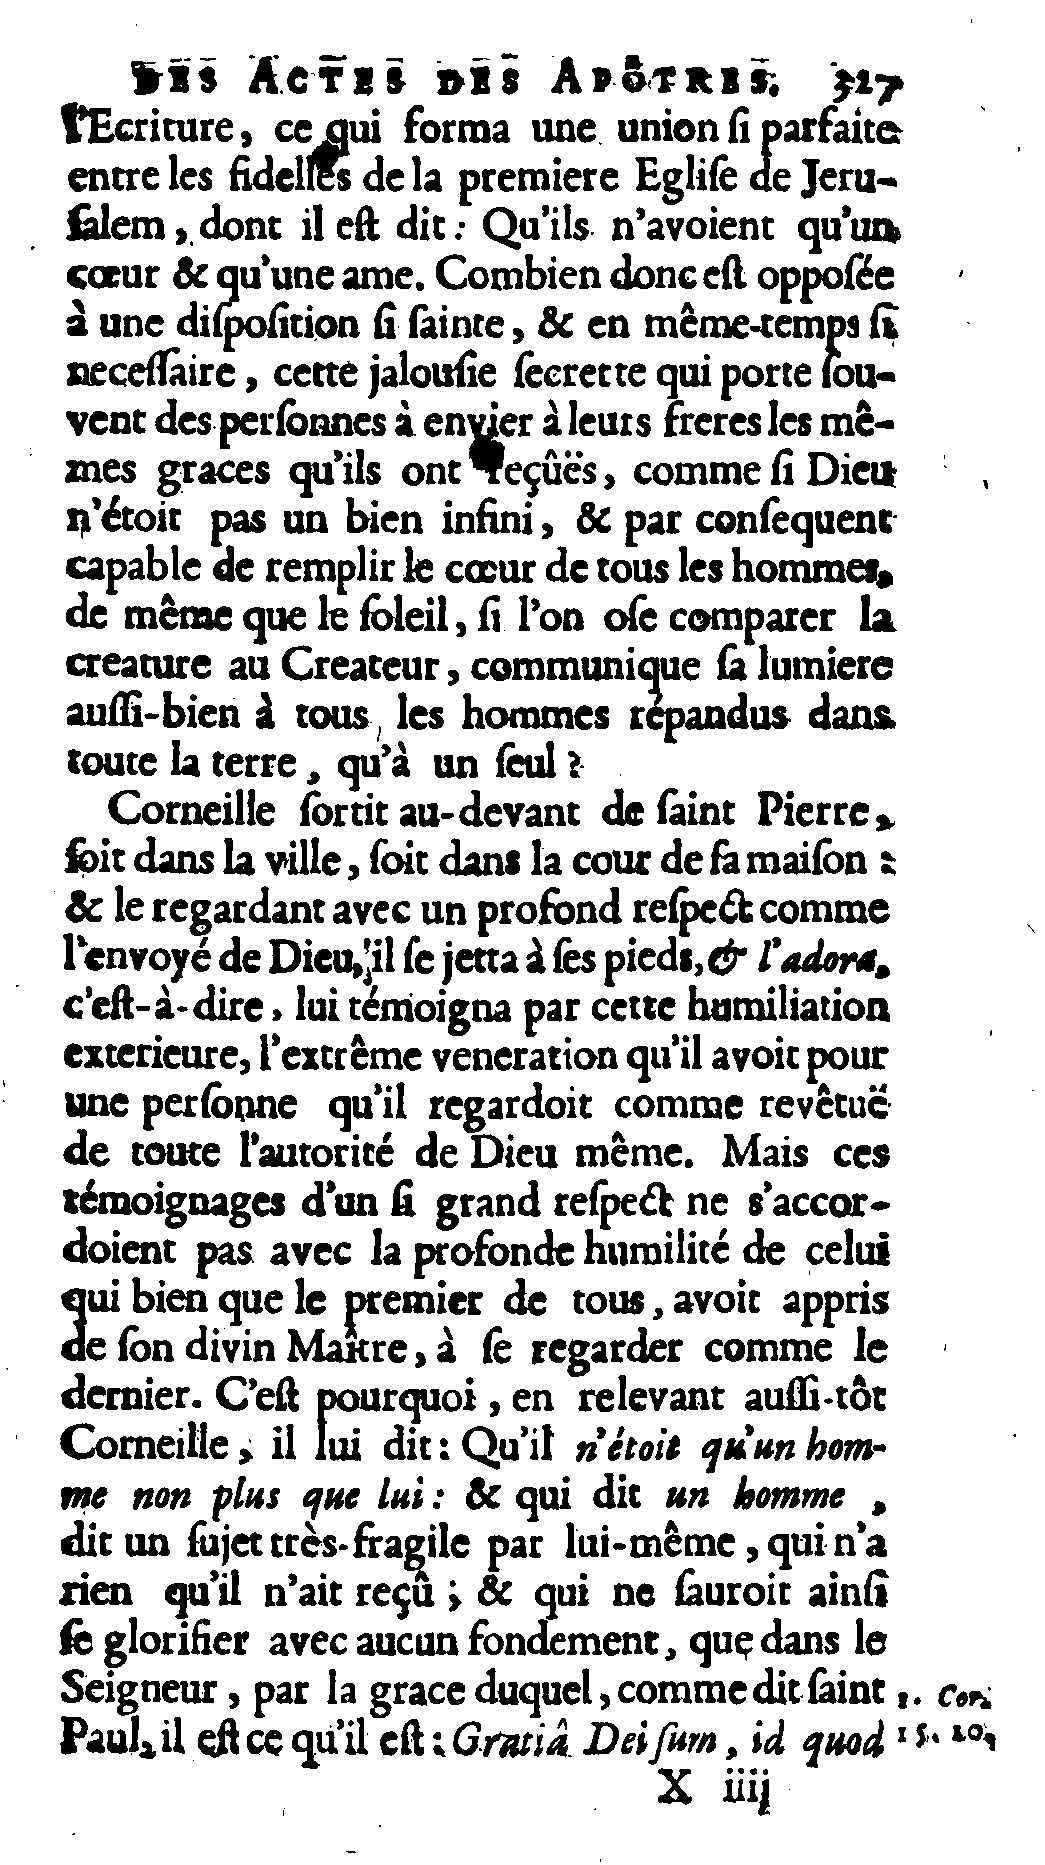 DES ACTES DES APÔTRES. 327
l'Ecriture, ce qui forma une union ſi parfaite
entre les fidelles de la premiere Egliſe de Jeru-
ſalem, dont il eſt dit: Qu'ils n'avoient qu'un
cœur & qu'une ame. Combien donc eſt oppoſée
à une diſpoſition ſi ſainte, & en même-temps ſi
neceſſaire, cette jalouſie ſecrette qui porte ſou-
vent des perſonnes à envier à leurs freres les mê-
mes graces qu'ils ont reçûës, comme ſi Dieu
n'étoit pas un bien infini, & par conſequent
capable de remplir le cœur de tous les hommes,
de même que le ſoleil, ſi l'on oſe comparer la
creature au Createur, communique ſa lumiere
auſſi-bien à tous les hommes répandus dans
toute la terre, qu'à un ſeul?
Corneille ſortit au-devant de ſaint Pierre,
ſoit dans la ville, ſoit dans la cour de ſa maiſon:
& le regardant avec un profond reſpect comme
l'envoyé de Dieu, il ſe jetta à ſes pieds, & l'adora,
c'eſt-à-dire, lui témoigna par cette humiliation
exterieure, l'extrême veneration qu'il avoit pour
une perſonne qu'il regardoit comme revêtuë
de toute l'autorité de Dieu même. Mais ces
témoignages d'un ſi grand reſpect ne s'accor-
doient pas avec la profonde humilité de celui
qui bien que le premier de tous, avoit appris
de ſon divin Maître, à ſe regarder comme le
dernier. C'eſt pourquoi, en relevant auſſi-tôt
Corneille, il lui dit: Qu'il n'étoit qu'un hom-
me non plus que lui: & qui dit un homme,
dit un ſujet très-fragile par lui-même, qui n'a
rien qu'il n'ait reçû; & qui ne ſauroit ainſi
ſe glorifier avec aucun fondement, que dans le
Seigneur, par la grace duquel, comme dit ſaint 1. Cor.
Paul, il eſt ce qu'il eſt: Gratiâ Dei ſum, id quod 15. 10.
X iiij